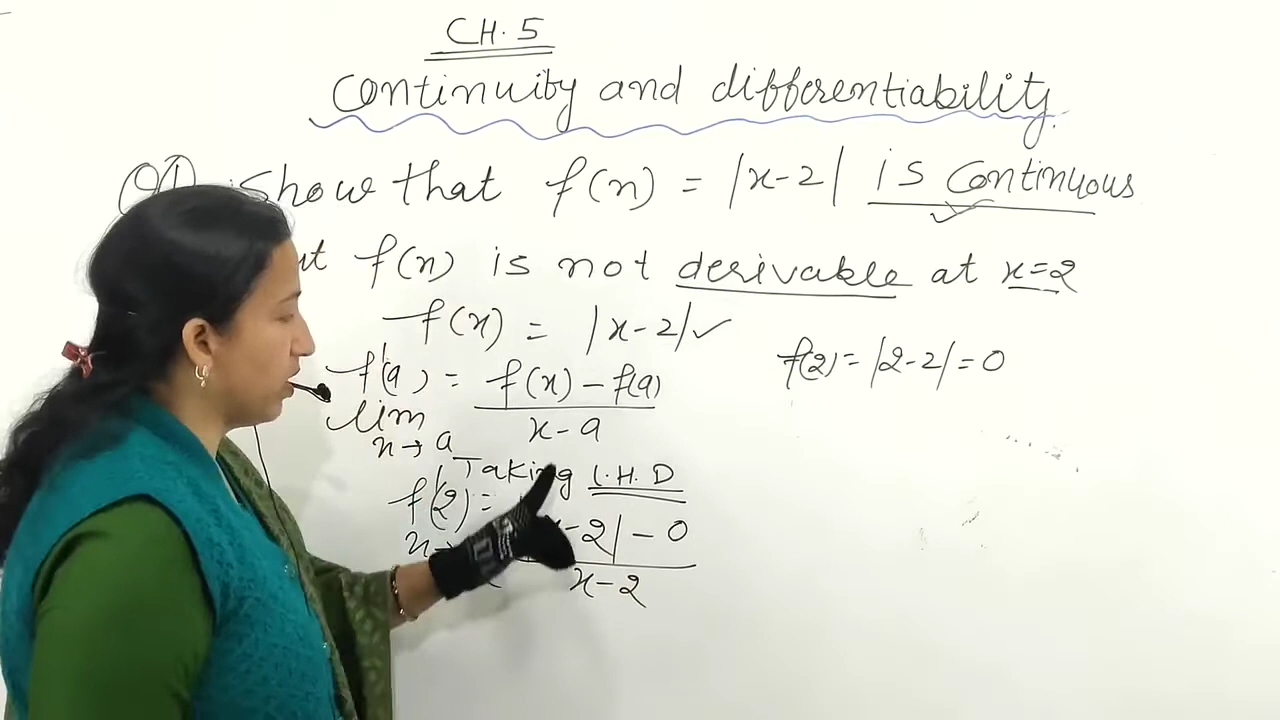 CH. 5
Continuity and differentiability.
Q1 Show that f(x) = |x-2| is continuous
f(x) is not derivable at x=2
f(x) = |x-2| ✓
f(2) = |2-2| = 0
f'(a) = f(x) - f(a)
lim x-a
x→a
Taking L.H.D
f'(2) = -2| - 0
x-2